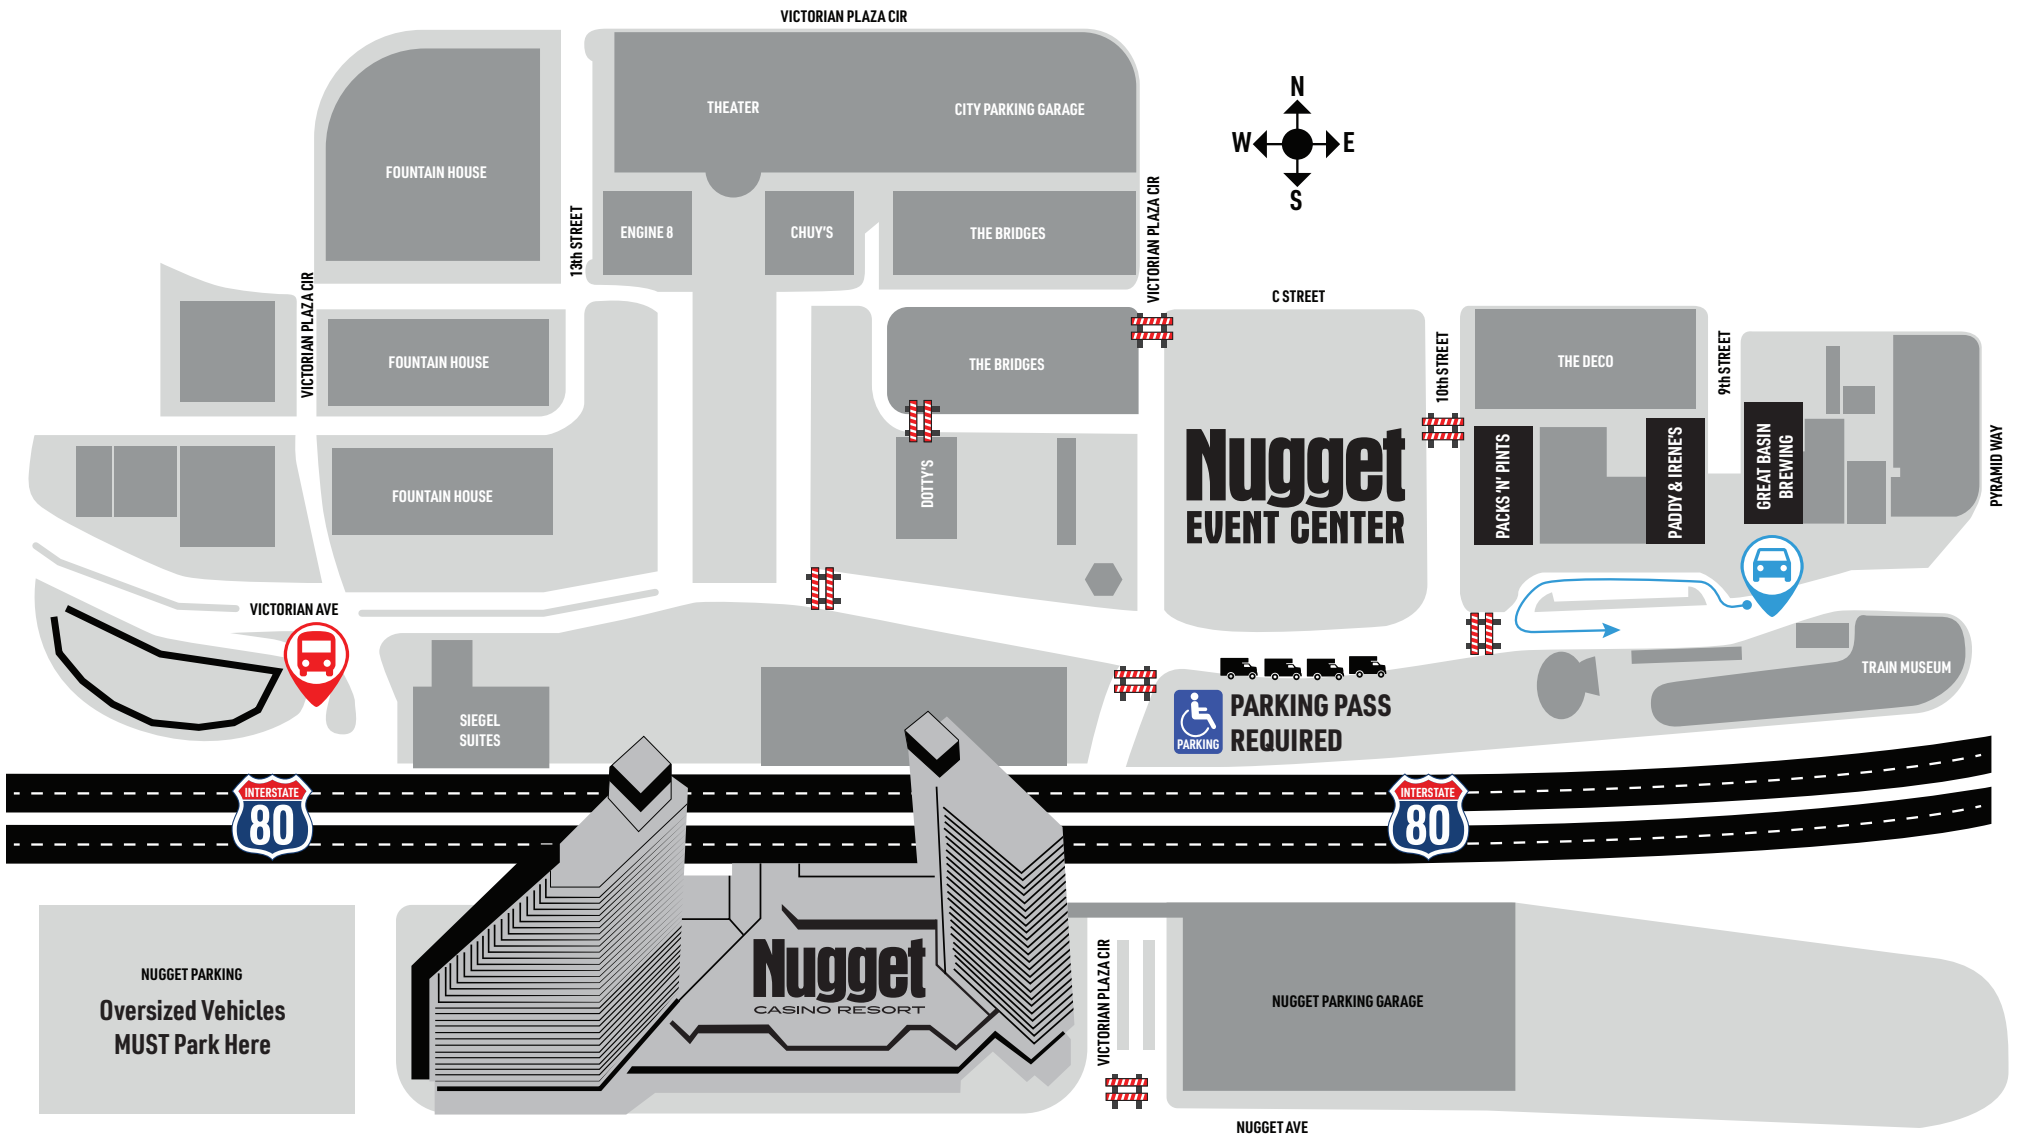 VICTORIAN PLAZA CIR
THEATER
CITY PARKING GARAGE
N
W
E
S
FOUNTAIN HOUSE
13th STREET
ENGINE 8
CHUY'S
THE BRIDGES
VICTORIAN PLAZA CIR
VICTORIAN PLAZA CIR
C STREET
FOUNTAIN HOUSE
THE BRIDGES
10th STREET
THE DECO
9th STREET
Nugget
EVENT CENTER
FOUNTAIN HOUSE
DOTTY'S
PACKS 'N' PINTS
PADDY & IRENE'S
GREAT BASIN
BREWING
PYRAMID WAY
VICTORIAN AVE
TRAIN MUSEUM
SIEGEL
SUITES
PARKING
PARKING PASS
REQUIRED
INTERSTATE
80
INTERSTATE
80
NUGGET PARKING
Oversized Vehicles
MUST Park Here
Nugget
CASINO RESORT
VICTORIAN PLAZA CIR
NUGGET PARKING GARAGE
NUGGET AVE